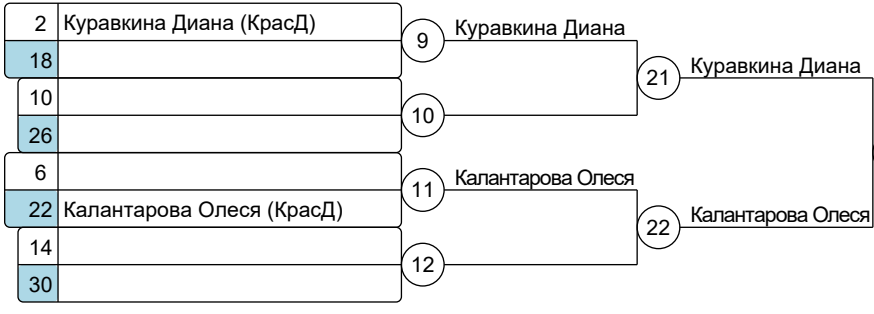 2 Куравкина Диана (КрасД)
18
9 Куравкина Диана
10
26
10
21 Куравкина Диана
6
22 Калантарова Олеся (КрасД)
11 Калантарова Олеся
14
30
12
22 Калантарова Олеся